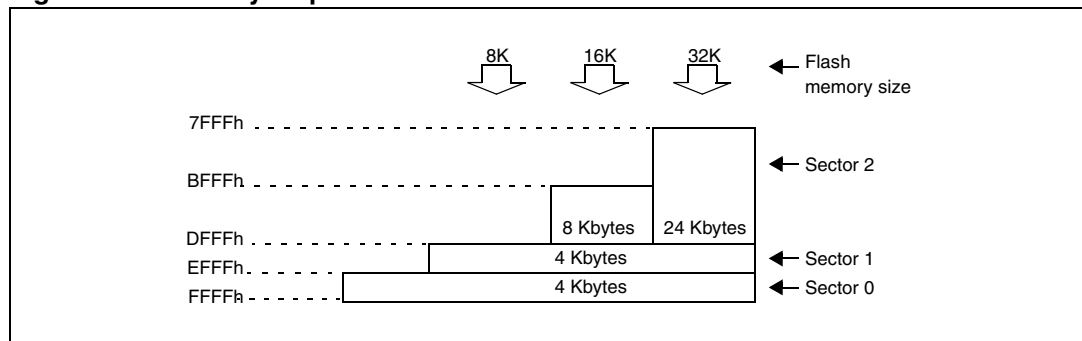 8K 16K 32K Flash
memory size
7FFFh
Sector 2
BFFFh
8 Kbytes 24 Kbytes
DFFFh
4 Kbytes Sector 1
EFFFh
4 Kbytes Sector 0
FFFFh